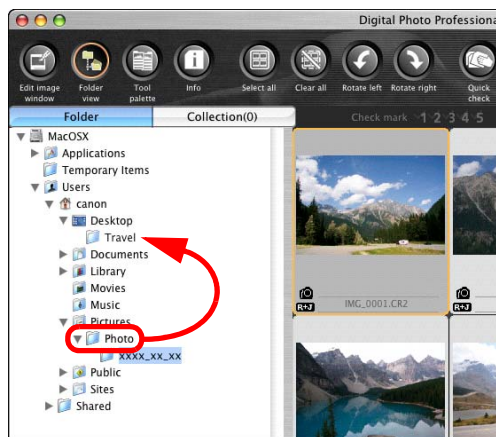 Digital Photo Professiona
Edit image window
Folder view
Tool palette
Info
Select all
Clear all
Rotate left
Rotate right
Quick check
Folder
Collection(0)
Check mark 1 2 3 4 5
MacOSX
Applications
Temporary Items
Users
canon
Desktop
Travel
Documents
Library
Movies
Music
Pictures
Photo
xxxx_xx_xx
Public
Sites
Shared
R+J
IMG_0001.CR2
R+J